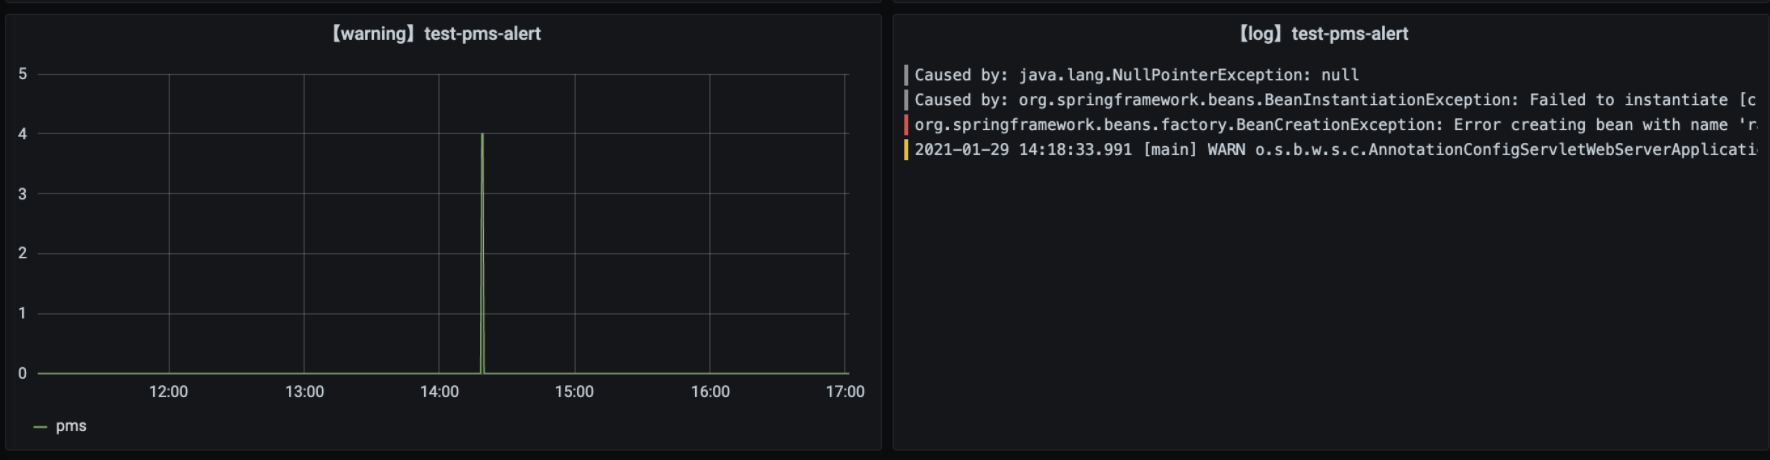 【warning】test-pms-alert
5
4
3
2
1
0
12:00 13:00 14:00 15:00 16:00 17:00
pms
【log】test-pms-alert
Caused by: java.lang.NullPointerException: null
Caused by: org.springframework.beans.BeanInstantiationException: Failed to instantiate [c
org.springframework.beans.factory.BeanCreationException: Error creating bean with name 'r
2021-01-29 14:18:33.991 [main] WARN o.s.b.w.s.c.AnnotationConfigServletWebServerApplicati